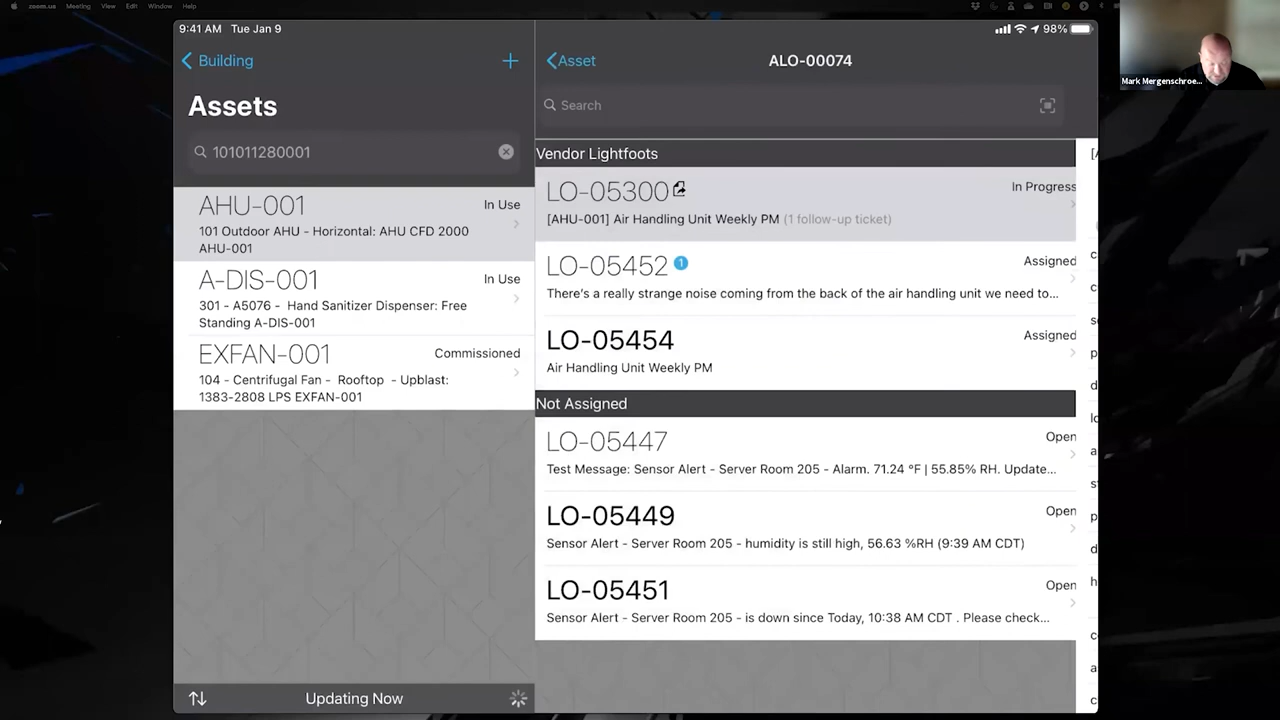 zoom.us Meeting View Edit Window Help
9:41 AM Tue Jan 9
98%
Building
+
Assets
101011280001
AHU-001
In Use
101 Outdoor AHU - Horizontal: AHU CFD 2000
AHU-001
A-DIS-001
In Use
301 - A5076 - Hand Sanitizer Dispenser: Free
Standing A-DIS-001
EXFAN-001
Commissioned
104 - Centrifugal Fan - Rooftop - Upblast:
1383-2808 LPS EXFAN-001
Updating Now
Asset
ALO-00074
Search
Vendor Lightfoots
LO-05300
In Progress
[AHU-001] Air Handling Unit Weekly PM (1 follow-up ticket)
LO-05452 1
Assigned
There's a really strange noise coming from the back of the air handling unit we need to...
LO-05454
Assigned
Air Handling Unit Weekly PM
Not Assigned
LO-05447
Open
Test Message: Sensor Alert - Server Room 205 - Alarm. 71.24 °F | 55.85% RH. Update...
LO-05449
Open
Sensor Alert - Server Room 205 - humidity is still high, 56.63 %RH (9:39 AM CDT)
LO-05451
Open
Sensor Alert - Server Room 205 - is down since Today, 10:38 AM CDT . Please check...
Mark Mergenschroe...